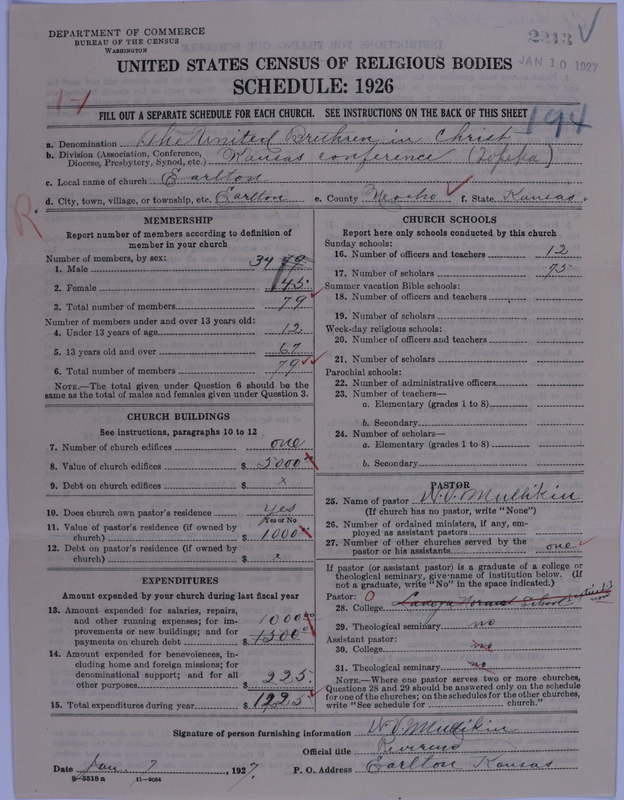 DEPARTMENT OF COMMERCE
BUREAU OF THE CENSUS
WASHINGTON
2213
JAN 10 1927
UNITED STATES CENSUS OF RELIGIOUS BODIES
SCHEDULE: 1926
1-1
FILL OUT A SEPARATE SCHEDULE FOR EACH CHURCH. SEE INSTRUCTIONS ON THE BACK OF THIS SHEET
194
a. Denomination The United Brethren in Christ
b. Division (Association, Conference, Diocese, Presbytery, Synod, etc.) Kansas conference (Topeka)
c. Local name of church Earlton
d. City, town, village, or township, etc. Earlton e. County Neosho f. State Kansas
R.
MEMBERSHIP
Report number of members according to definition of
member in your church
Number of members, by sex:
1. Male 34
2. Female 45
3. Total number of members 79
Number of members under and over 13 years old:
4. Under 13 years of age 12
5. 13 years old and over 67
6. Total number of members 79
NOTE.—The total given under Question 6 should be
same as the total of males and females given under Question 3.
CHURCH BUILDINGS
See instructions, paragraphs 10 to 12
7. Number of church edifices one
8. Value of church edifices $ 5000
9. Debt on church edifices $ x
10. Does church own pastor's residence yes
Yes or No
11. Value of pastor's residence (if owned by
church) $ 1000
12. Debt on pastor's residence (if owned by
church) $ x
EXPENDITURES
Amount expended by your church during last fiscal year
13. Amount expended for salaries, repairs,
and other running expenses; for im-
provements or new buildings; and for
payments on church debt $ 1000
14. Amount expended for benevolences, in-
cluding home and foreign missions; for
denominational support; and for all
other purposes $ 225.
15. Total expenditures during year $ 1225
CHURCH SCHOOLS
Report here only schools conducted by this church
Sunday schools:
16. Number of officers and teachers 12
17. Number of scholars 75
Summer vacation Bible schools:
18. Number of officers and teachers
19. Number of scholars
Week-day religious schools:
20. Number of officers and teachers
21. Number of scholars
Parochial schools:
22. Number of administrative officers
23. Number of teachers—
a. Elementary (grades 1 to 8)
b. Secondary
24. Number of scholars—
a. Elementary (grades 1 to 8)
b. Secondary
PASTOR
25. Name of pastor W. V. Mullikin
(If church has no pastor, write "None")
26. Number of ordained ministers, if any, em-
ployed as assistant pastors
27. Number of other churches served by the
pastor or his assistants one
If pastor (or assistant pastor) is a graduate of a college or
theological seminary, give name of institution below. (If
not a graduate, write "No" in the space indicated.)
Pastor: O
28. College Normal School
29. Theological seminary no
Assistant pastor:
30. College no
31. Theological seminary no
NOTE.—Where one pastor serves two or more churches,
Questions 28 and 29 should be answered only on the schedule
for one of the churches; on the schedules for the other churches,
write "See schedule for church."
Signature of person furnishing information W V Mullikin
Official title Reverend
Date Jan. 7, 1927. P. O. Address Earlton Kansas
9-5518 a 11-9034